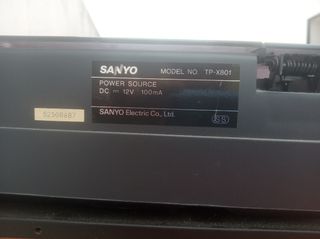 SANYO MODEL NO. TP-X801
POWER SOURCE
DC ⎓ 12V 100mA
SANYO Electric Co., Ltd.
52508687